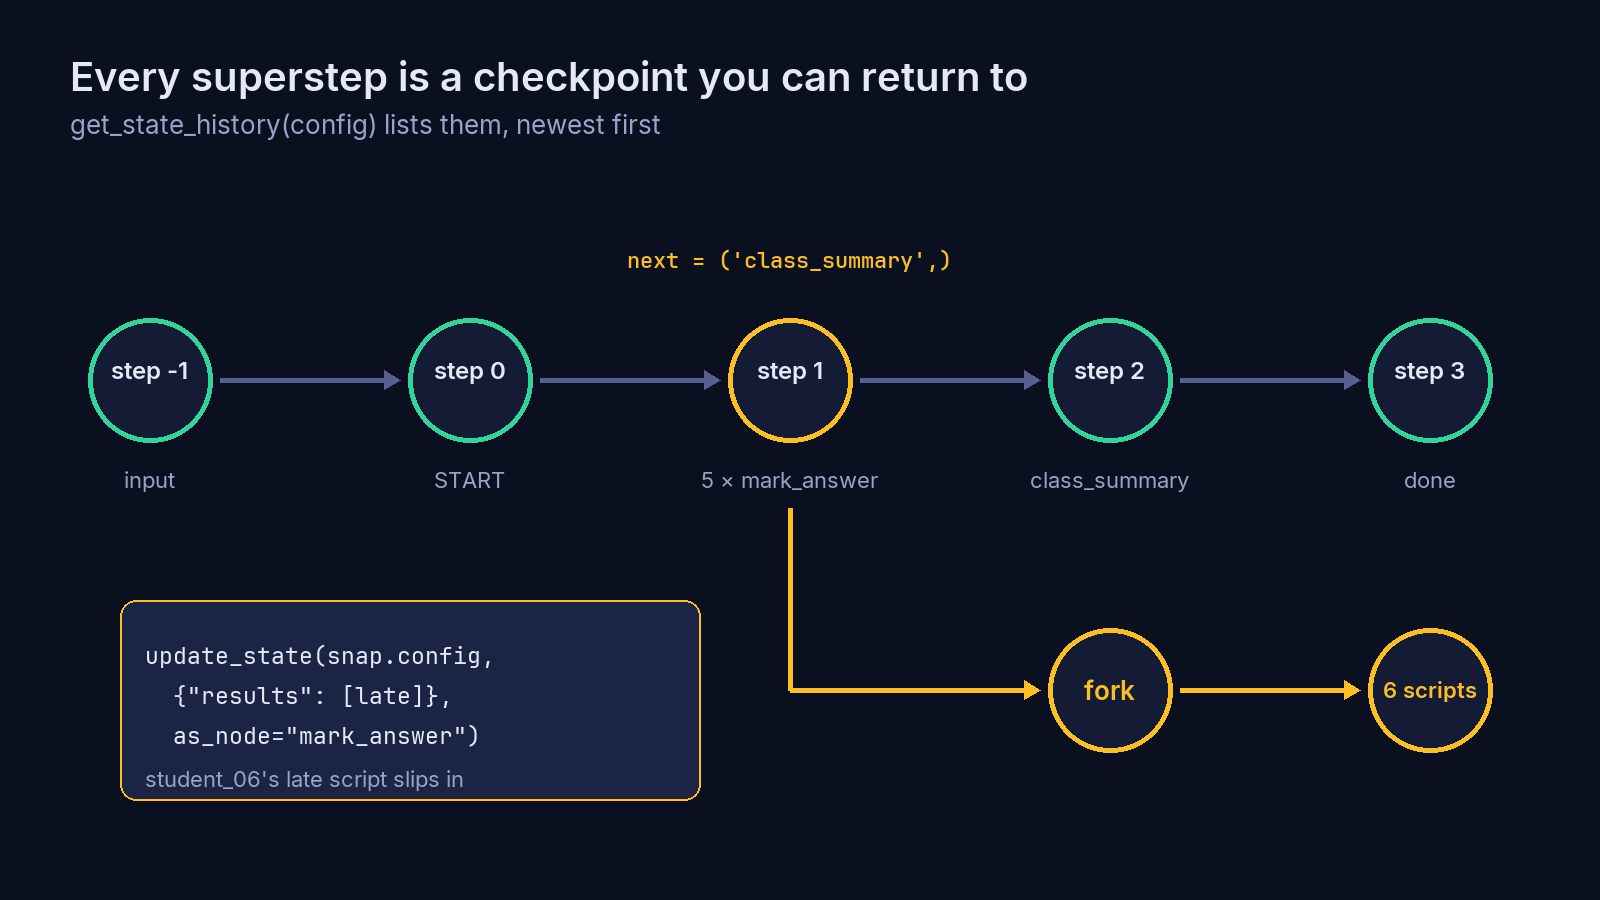 Every superstep is a checkpoint you can return to
get_state_history(config) lists them, newest first
next = ('class_summary',)
step -1
step 0
step 1
step 2
step 3
input
START
5 × mark_answer
class_summary
done
update_state(snap.config,
{"results": [late]},
as_node="mark_answer")
student_06's late script slips in
fork
6 scripts